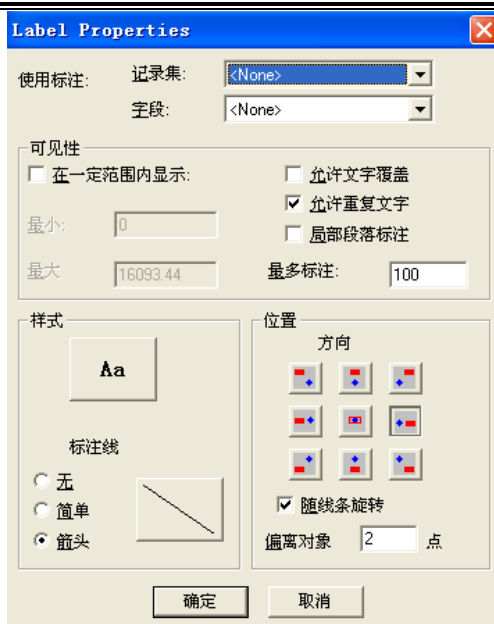 Label Properties
使用标注: 记录集: <None>
字段: <None>
可见性
在一定范围内显示: 允许文字覆盖
允许重复文字
最小: 0 局部段落标注
最大 16093.44 最多标注: 100
样式 位置
方向
Aa
标注线
无
简单 随线条旋转
箭头 偏离对象 2 点
确定 取消